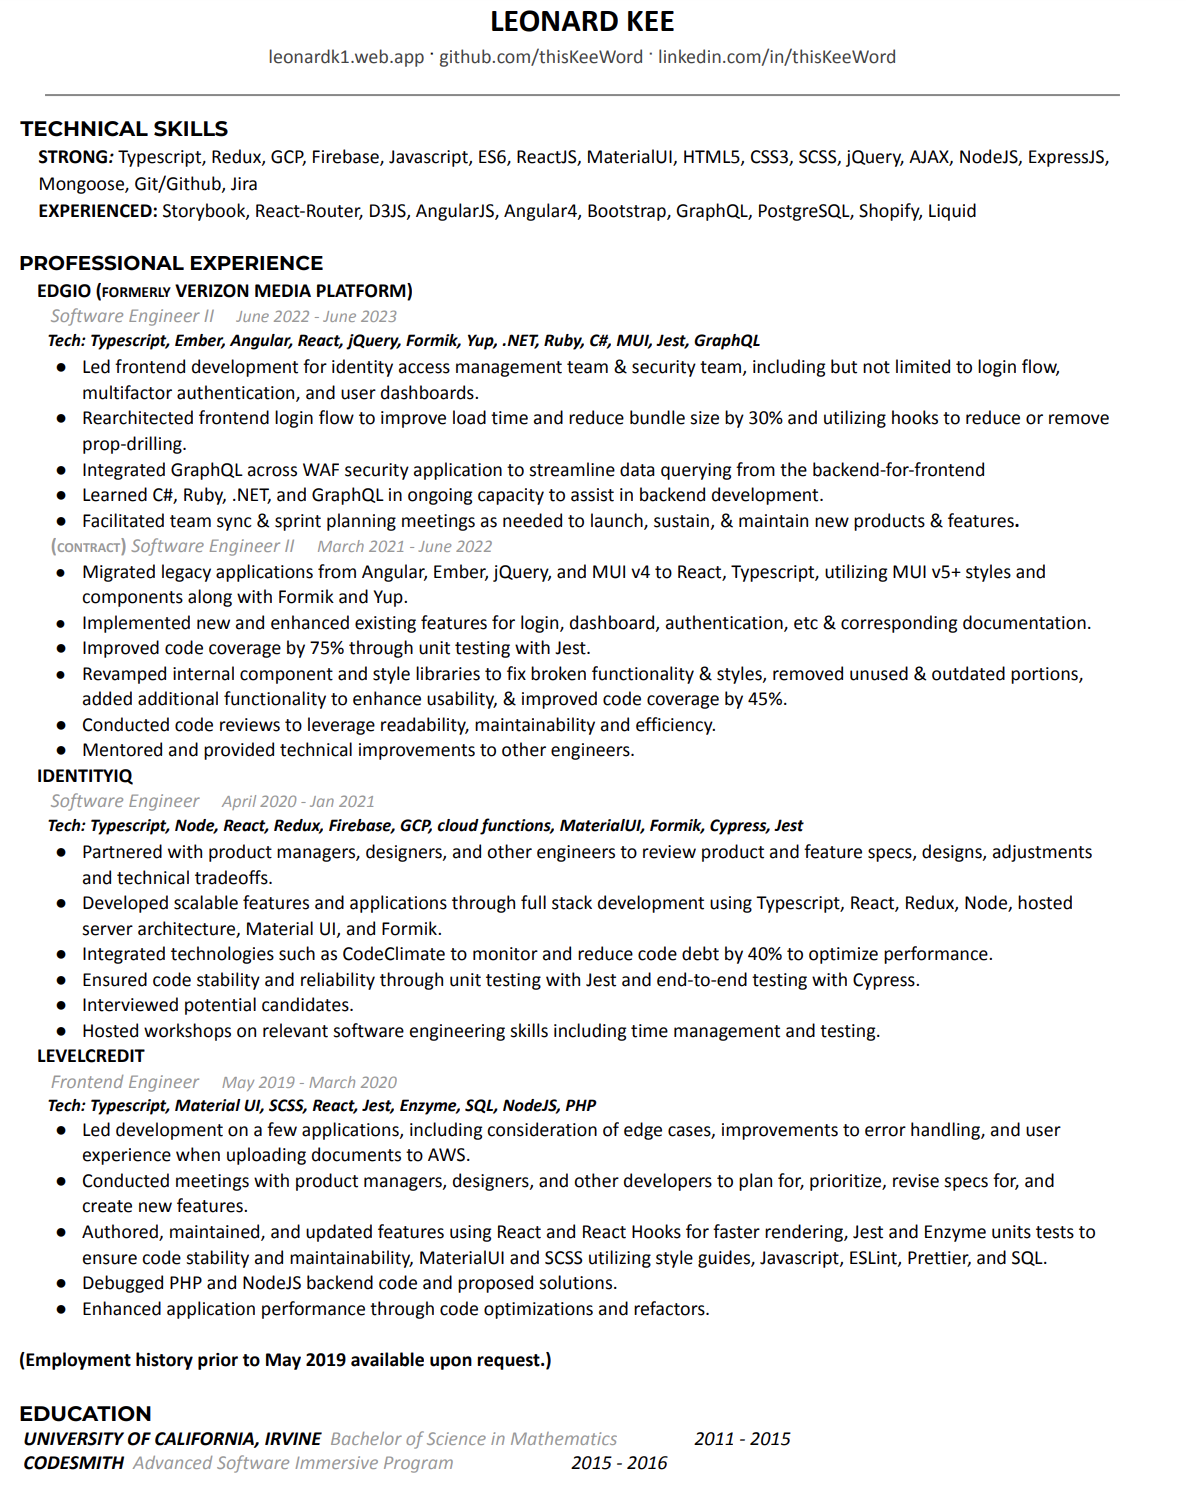 LEONARD KEE
leonardk1.web.app · github.com/thisKeeWord · linkedin.com/in/thisKeeWord
TECHNICAL SKILLS
STRONG: Typescript, Redux, GCP, Firebase, Javascript, ES6, ReactJS, MaterialUI, HTML5, CSS3, SCSS, jQuery, AJAX, NodeJS, ExpressJS,
Mongoose, Git/Github, Jira
EXPERIENCED: Storybook, React-Router, D3JS, AngularJS, Angular4, Bootstrap, GraphQL, PostgreSQL, Shopify, Liquid
PROFESSIONAL EXPERIENCE
EDGIO (FORMERLY VERIZON MEDIA PLATFORM)
Software Engineer II June 2022 - June 2023
Tech: Typescript, Ember, Angular, React, jQuery, Formik, Yup, .NET, Ruby, C#, MUI, Jest, GraphQL
● Led frontend development for identity access management team & security team, including but not limited to login flow,
multifactor authentication, and user dashboards.
● Rearchitected frontend login flow to improve load time and reduce bundle size by 30% and utilizing hooks to reduce or remove
prop-drilling.
● Integrated GraphQL across WAF security application to streamline data querying from the backend-for-frontend
● Learned C#, Ruby, .NET, and GraphQL in ongoing capacity to assist in backend development.
● Facilitated team sync & sprint planning meetings as needed to launch, sustain, & maintain new products & features.
(CONTRACT) Software Engineer II March 2021 - June 2022
● Migrated legacy applications from Angular, Ember, jQuery, and MUI v4 to React, Typescript, utilizing MUI v5+ styles and
components along with Formik and Yup.
● Implemented new and enhanced existing features for login, dashboard, authentication, etc & corresponding documentation.
● Improved code coverage by 75% through unit testing with Jest.
● Revamped internal component and style libraries to fix broken functionality & styles, removed unused & outdated portions,
added additional functionality to enhance usability, & improved code coverage by 45%.
● Conducted code reviews to leverage readability, maintainability and efficiency.
● Mentored and provided technical improvements to other engineers.
IDENTITYIQ
Software Engineer April 2020 - Jan 2021
Tech: Typescript, Node, React, Redux, Firebase, GCP, cloud functions, MaterialUI, Formik, Cypress, Jest
● Partnered with product managers, designers, and other engineers to review product and feature specs, designs, adjustments
and technical tradeoffs.
● Developed scalable features and applications through full stack development using Typescript, React, Redux, Node, hosted
server architecture, Material UI, and Formik.
● Integrated technologies such as CodeClimate to monitor and reduce code debt by 40% to optimize performance.
● Ensured code stability and reliability through unit testing with Jest and end-to-end testing with Cypress.
● Interviewed potential candidates.
● Hosted workshops on relevant software engineering skills including time management and testing.
LEVELCREDIT
Frontend Engineer May 2019 - March 2020
Tech: Typescript, Material UI, SCSS, React, Jest, Enzyme, SQL, NodeJS, PHP
● Led development on a few applications, including consideration of edge cases, improvements to error handling, and user
experience when uploading documents to AWS.
● Conducted meetings with product managers, designers, and other developers to plan for, prioritize, revise specs for, and
create new features.
● Authored, maintained, and updated features using React and React Hooks for faster rendering, Jest and Enzyme units tests to
ensure code stability and maintainability, MaterialUI and SCSS utilizing style guides, Javascript, ESLint, Prettier, and SQL.
● Debugged PHP and NodeJS backend code and proposed solutions.
● Enhanced application performance through code optimizations and refactors.
(Employment history prior to May 2019 available upon request.)
EDUCATION
UNIVERSITY OF CALIFORNIA, IRVINE Bachelor of Science in Mathematics 2011 - 2015
CODESMITH Advanced Software Immersive Program 2015 - 2016